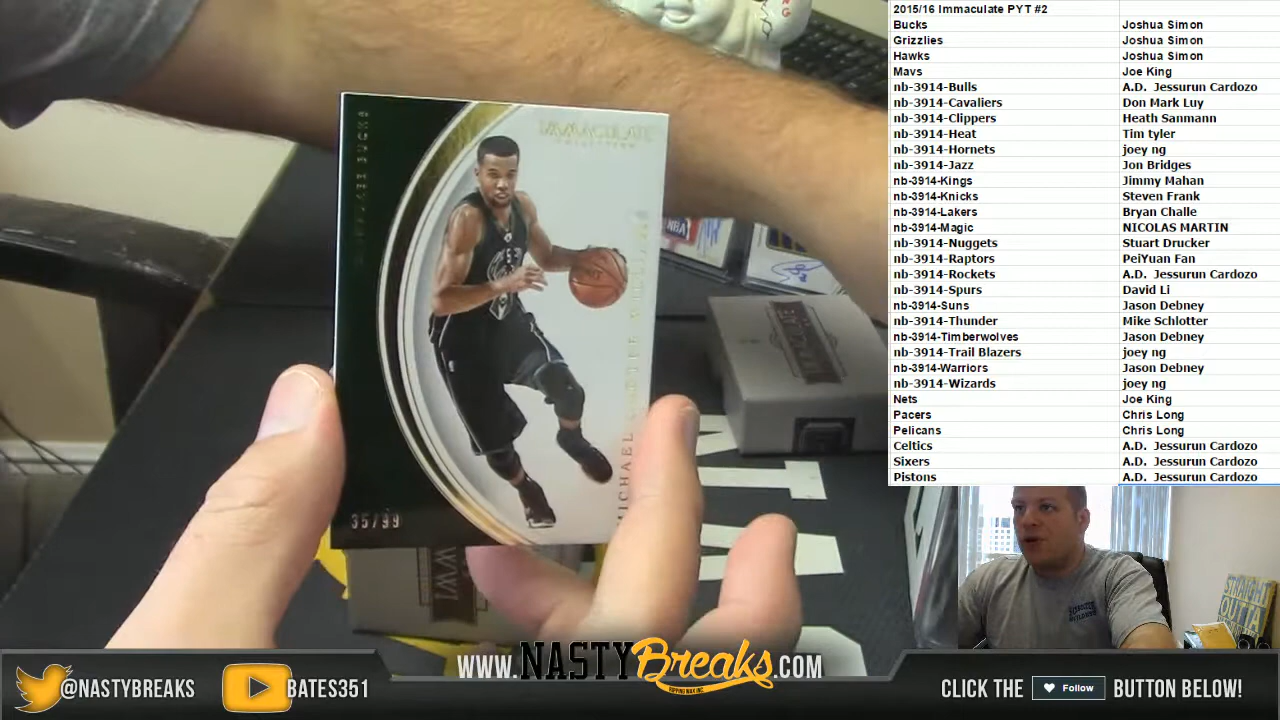 2015/16 Immaculate PYT #2
Bucks Joshua Simon
Grizzlies Joshua Simon
Hawks Joshua Simon
Mavs Joe King
nb-3914-Bulls A.D. Jessurun Cardozo
nb-3914-Cavaliers Don Mark Luy
nb-3914-Clippers Heath Sanmann
nb-3914-Heat Tim tyler
nb-3914-Hornets joey ng
nb-3914-Jazz Jon Bridges
nb-3914-Kings Jimmy Mahan
nb-3914-Knicks Steven Frank
nb-3914-Lakers Bryan Challe
nb-3914-Magic NICOLAS MARTIN
nb-3914-Nuggets Stuart Drucker
nb-3914-Raptors PeiYuan Fan
nb-3914-Rockets A.D. Jessurun Cardozo
nb-3914-Spurs David Li
nb-3914-Suns Jason Debney
nb-3914-Thunder Mike Schlotter
nb-3914-Timberwolves Jason Debney
nb-3914-Trail Blazers joey ng
nb-3914-Warriors Jason Debney
nb-3914-Wizards joey ng
Nets Joe King
Pacers Chris Long
Pelicans Chris Long
Celtics A.D. Jessurun Cardozo
Sixers A.D. Jessurun Cardozo
Pistons A.D. Jessurun Cardozo
IMMACULATE
COLLECTION
BUCKS
MICHAEL
35/99
NBA
STRAIGHT
OUTTA
WWW.NASTYBreaks.COM
@NASTYBREAKS
BATES351
CLICK THE Follow BUTTON BELOW!